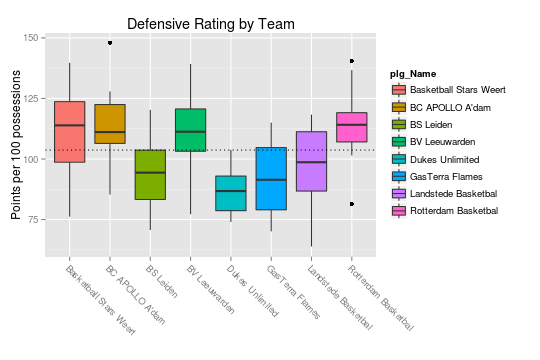 Defensive Rating by Team
Points per 100 possessions
150
125
100
75
Basketball Stars Weert
BC APOLLO A'dam
BS Leiden
BV Leeuwarden
Dukes Unlimited
GasTerra Flames
Landstede Basketbal
Rotterdam Basketbal
plg_Name
Basketball Stars Weert
BC APOLLO A'dam
BS Leiden
BV Leeuwarden
Dukes Unlimited
GasTerra Flames
Landstede Basketbal
Rotterdam Basketbal